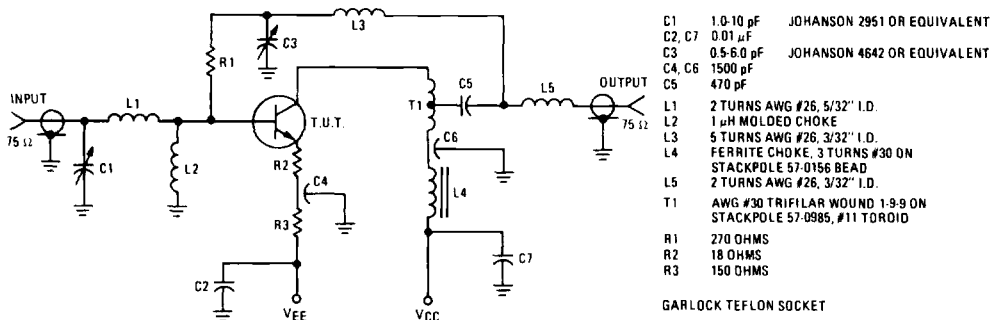 L3
C3
R1
INPUT
L1
75 Ω
C1
L2
T.U.T.
R2
C4
R3
C2
VEE
T1
C5
L5
OUTPUT
75 Ω
C6
L4
C7
VCC
C1 1.0-10 pF JOHANSON 2951 OR EQUIVALENT
C2, C7 0.01 µF
C3 0.5-6.0 pF JOHANSON 4642 OR EQUIVALENT
C4, C6 1500 pF
C5 470 pF
L1 2 TURNS AWG #26, 5/32" I.D.
L2 1 µH MOLDED CHOKE
L3 5 TURNS AWG #26, 3/32" I.D.
L4 FERRITE CHOKE, 3 TURNS #30 ON
STACKPOLE 57-0156 BEAD
L5 2 TURNS AWG #26, 3/32" I.D.
T1 AWG #30 TRIFILAR WOUND 1-9-9 ON
STACKPOLE 57-0985, #11 TOROID
R1 270 OHMS
R2 18 OHMS
R3 150 OHMS
GARLOCK TEFLON SOCKET